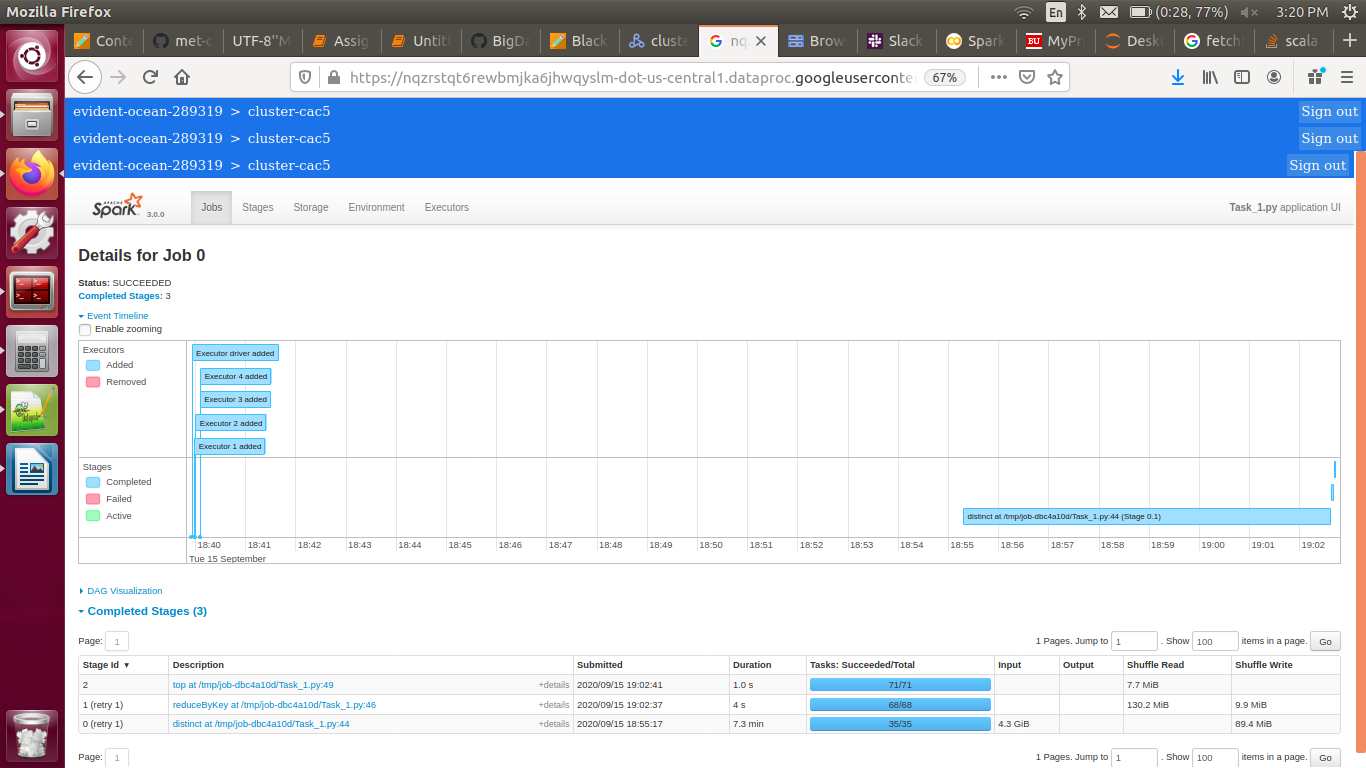 Mozilla Firefox
En
(0:28, 77%)
3:20 PM
Conte
met-c
UTF-8''M
Assig
Untit
BigDa
Black
cluste
nq
Brow
Slack
Spark
MyPri
Desk
fetchf
scala
https://nqzrstqt6rewbmjka6jhwqyslm-dot-us-central1.dataproc.googleuserconte
67%
evident-ocean-289319 > cluster-cac5 Sign out
evident-ocean-289319 > cluster-cac5 Sign out
evident-ocean-289319 > cluster-cac5 Sign out
APACHE Spark 3.0.0 Jobs Stages Storage Environment Executors Task_1.py application UI
Details for Job 0
Status: SUCCEEDED
Completed Stages: 3
Event Timeline
Enable zooming
Executors
Added
Removed
Executor driver added
Executor 4 added
Executor 3 added
Executor 2 added
Executor 1 added
Stages
Completed
Failed
Active
distinct at /tmp/job-dbc4a10d/Task_1.py:44 (Stage 0.1)
18:40 18:41 18:42 18:43 18:44 18:45 18:46 18:47 18:48 18:49 18:50 18:51 18:52 18:53 18:54 18:55 18:56 18:57 18:58 18:59 19:00 19:01 19:02
Tue 15 September
DAG Visualization
Completed Stages (3)
Page: 1 1 Pages. Jump to 1 . Show 100 items in a page. Go
Stage Id ▼ Description Submitted Duration Tasks: Succeeded/Total Input Output Shuffle Read Shuffle Write
2 top at /tmp/job-dbc4a10d/Task_1.py:49 +details 2020/09/15 19:02:41 1.0 s 71/71 7.7 MiB
1 (retry 1) reduceByKey at /tmp/job-dbc4a10d/Task_1.py:46 +details 2020/09/15 19:02:37 4 s 68/68 130.2 MiB 9.9 MiB
0 (retry 1) distinct at /tmp/job-dbc4a10d/Task_1.py:44 +details 2020/09/15 18:55:17 7.3 min 35/35 4.3 GiB 89.4 MiB
Page: 1 1 Pages. Jump to 1 . Show 100 items in a page. Go